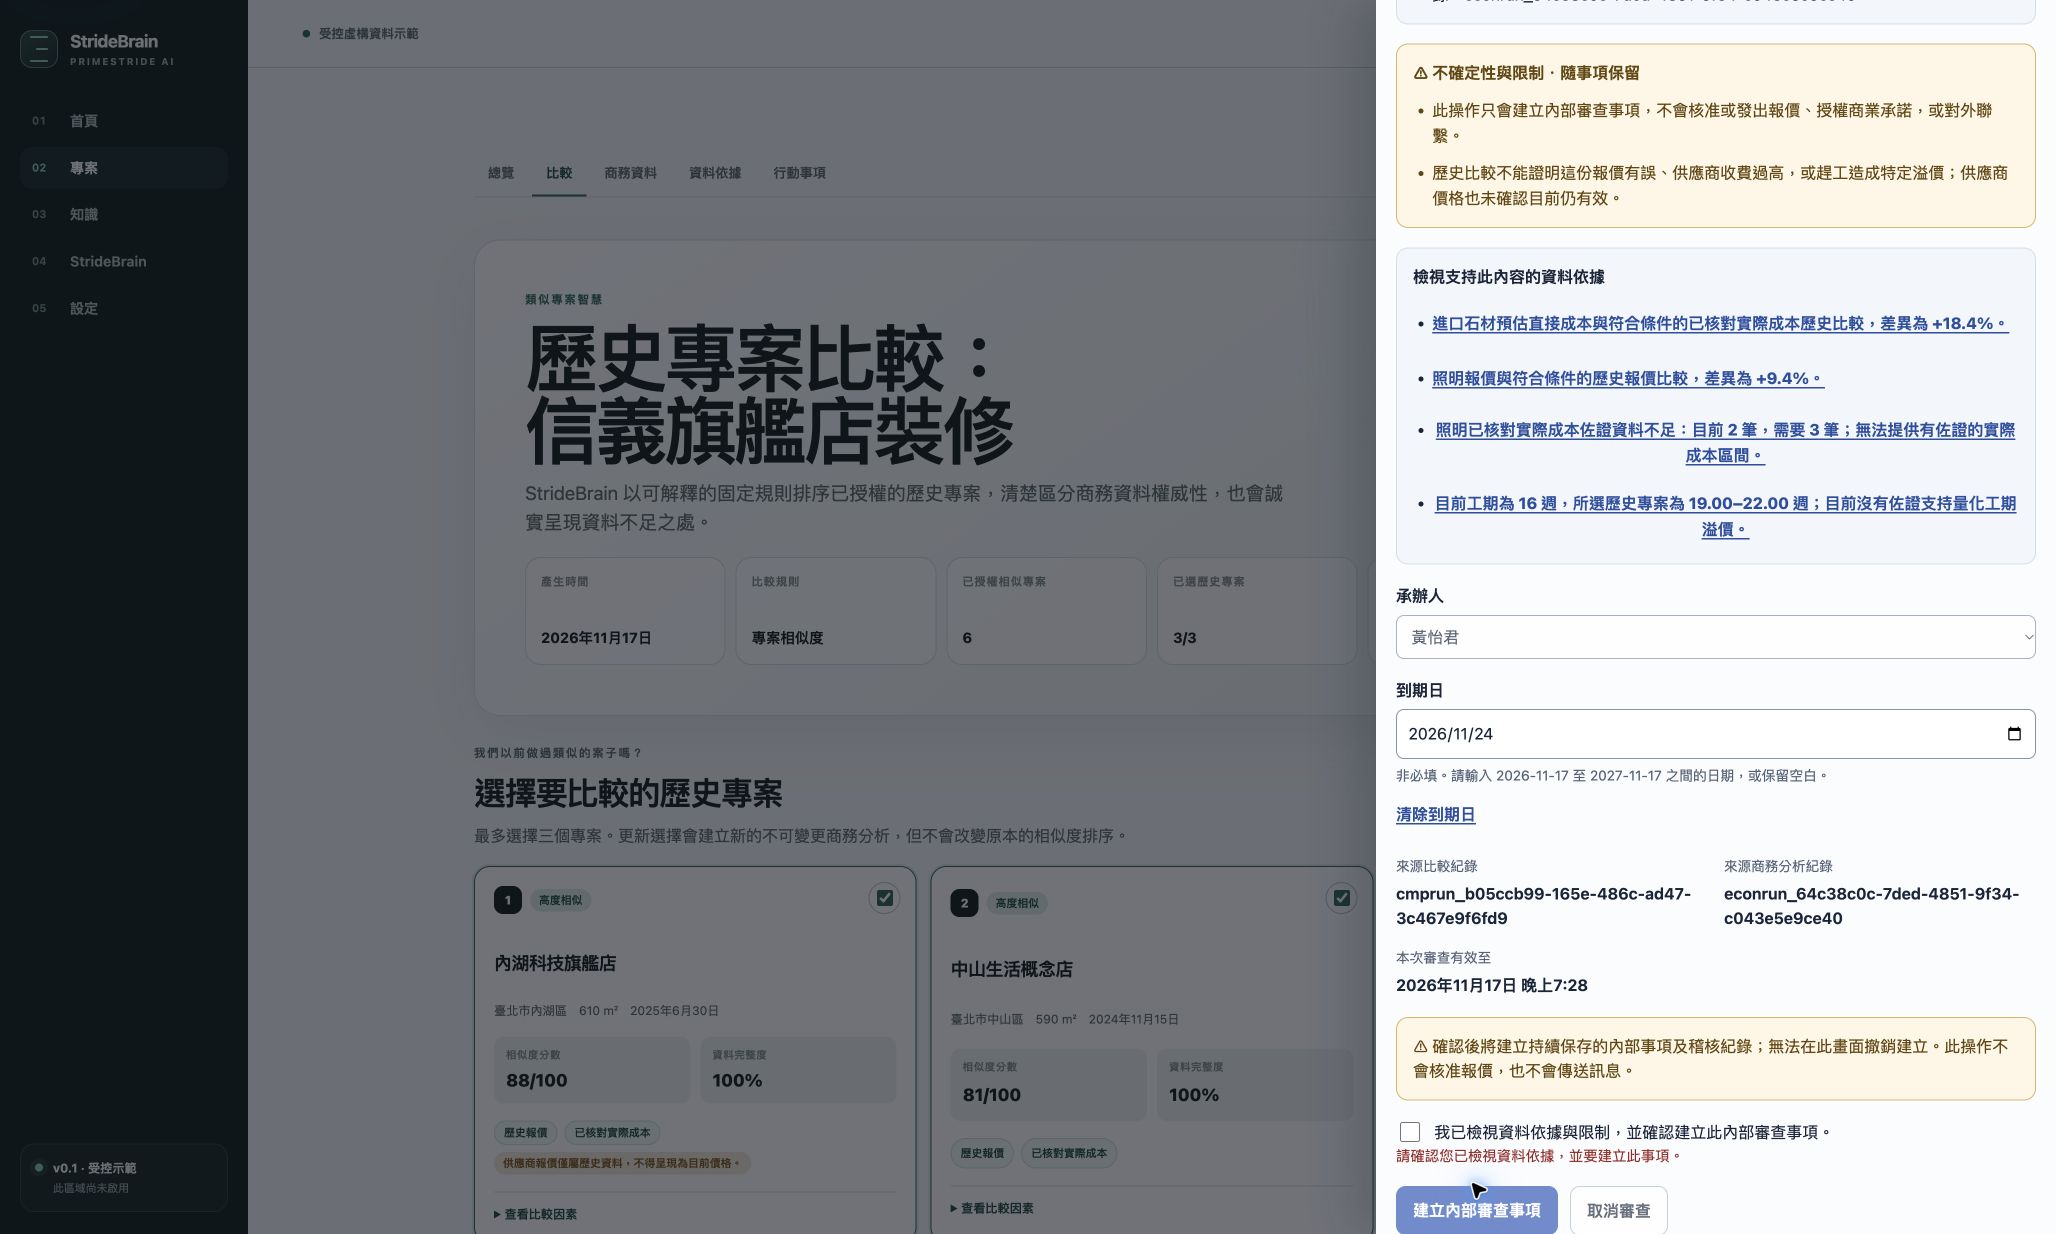 StrideBrain
PRIMESTRIDE AI
01 首頁
02 專案
03 知識
04 StrideBrain
05 設定
v0.1 · 受控示範
此區域尚未啟用
受控虛構資料示範
總覽 比較 商務資料 資料依據 行動事項
類似專案智慧
歷史專案比較：
信義旗艦店裝修
StrideBrain 以可解釋的固定規則排序已授權的歷史專案，清楚區分商務資料權威性，也會誠
實呈現資料不足之處。
產生時間
2026年11月17日
比較規則
專案相似度
已授權相似專案
6
已選歷史專案
3/3
我們以前做過類似的案子嗎？
選擇要比較的歷史專案
最多選擇三個專案。更新選擇會建立新的不可變更商務分析，但不會改變原本的相似度排序。
1 高度相似
內湖科技旗艦店
臺北市內湖區 610 m² 2025年6月30日
相似度分數
88/100
資料完整度
100%
歷史報價 已核對實際成本
供應商報價僅屬歷史資料，不得呈現為目前價格。
▶ 查看比較因素
2 高度相似
中山生活概念店
臺北市中山區 590 m² 2024年11月15日
相似度分數
81/100
資料完整度
100%
歷史報價 已核對實際成本
▶ 查看比較因素
⚠ 不確定性與限制 · 隨事項保留
• 此操作只會建立內部審查事項，不會核准或發出報價、授權商業承諾，或對外聯
繫。
• 歷史比較不能證明這份報價有誤、供應商收費過高，或趕工造成特定溢價；供應商
價格也未確認目前仍有效。
檢視支持此內容的資料依據
• 進口石材預估直接成本與符合條件的已核對實際成本歷史比較，差異為 +18.4%。
• 照明報價與符合條件的歷史報價比較，差異為 +9.4%。
• 照明已核對實際成本佐證資料不足：目前 2 筆，需要 3 筆；無法提供有佐證的實際
成本區間。
• 目前工期為 16 週，所選歷史專案為 19.00–22.00 週；目前沒有佐證支持量化工期
溢價。
承辦人
黃怡君
到期日
2026/11/24
非必填。請輸入 2026-11-17 至 2027-11-17 之間的日期，或保留空白。
清除到期日
來源比較紀錄
cmprun_b05ccb99-165e-486c-ad47-
3c467e9f6fd9
來源商務分析紀錄
econrun_64c38c0c-7ded-4851-9f34-
c043e5e9ce40
本次審查有效至
2026年11月17日 晚上7:28
⚠ 確認後將建立持續保存的內部事項及稽核紀錄；無法在此畫面撤銷建立。此操作不
會核准報價，也不會傳送訊息。
我已檢視資料依據與限制，並確認建立此內部審查事項。
請確認您已檢視資料依據，並要建立此事項。
建立內部審查事項 取消審查